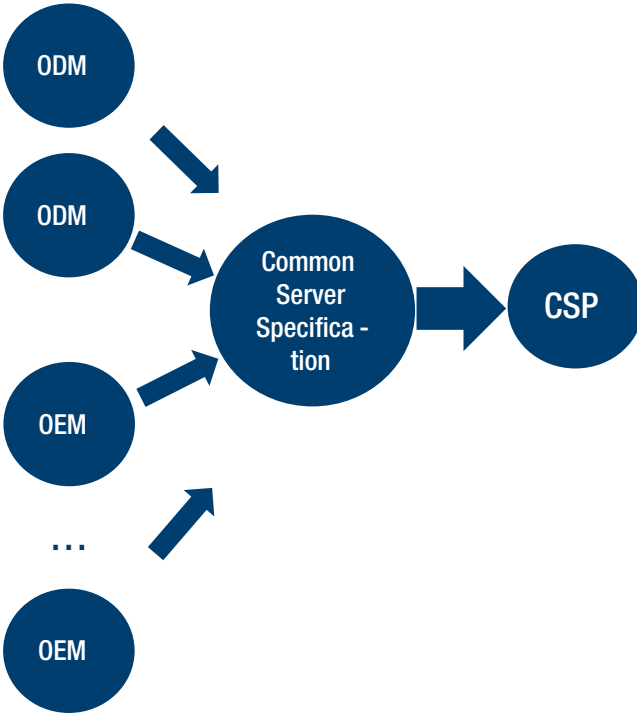 ODM
ODM
Common
Server
Specifica -
tion
CSP
OEM
...
OEM